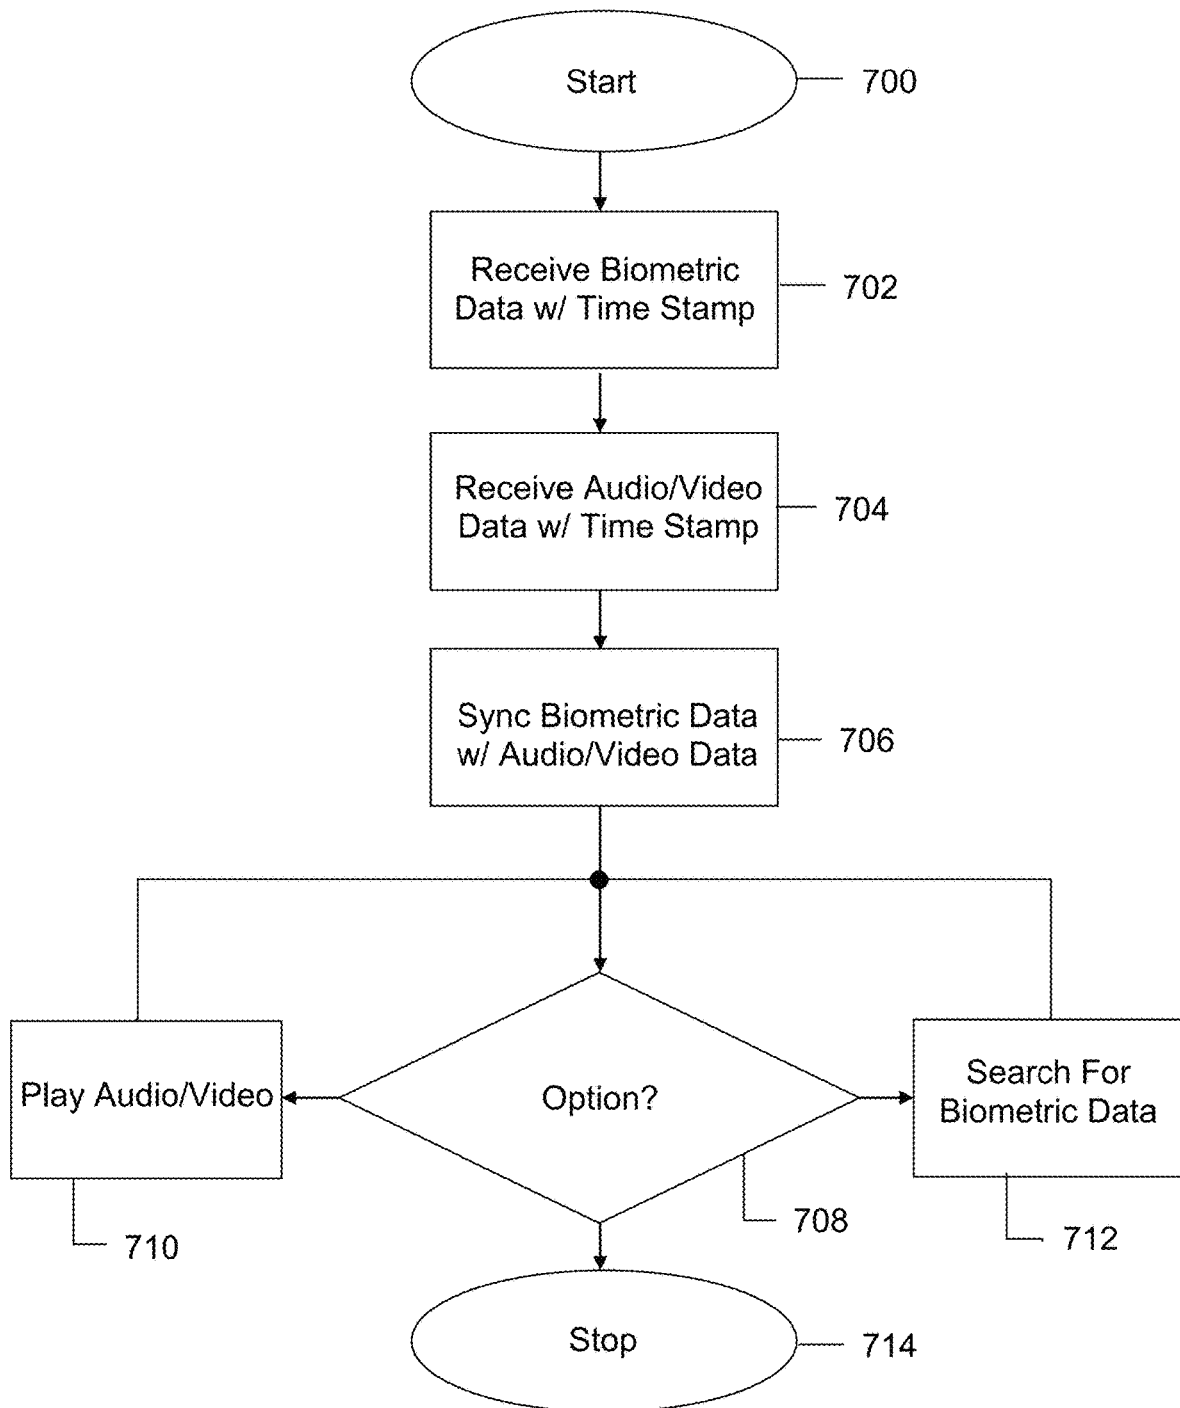 Start
700
Receive Biometric
Data w/ Time Stamp
702
Receive Audio/Video
Data w/ Time Stamp
704
Sync Biometric Data
w/ Audio/Video Data
706
Play Audio/Video
710
Option?
708
Search For
Biometric Data
712
Stop
714